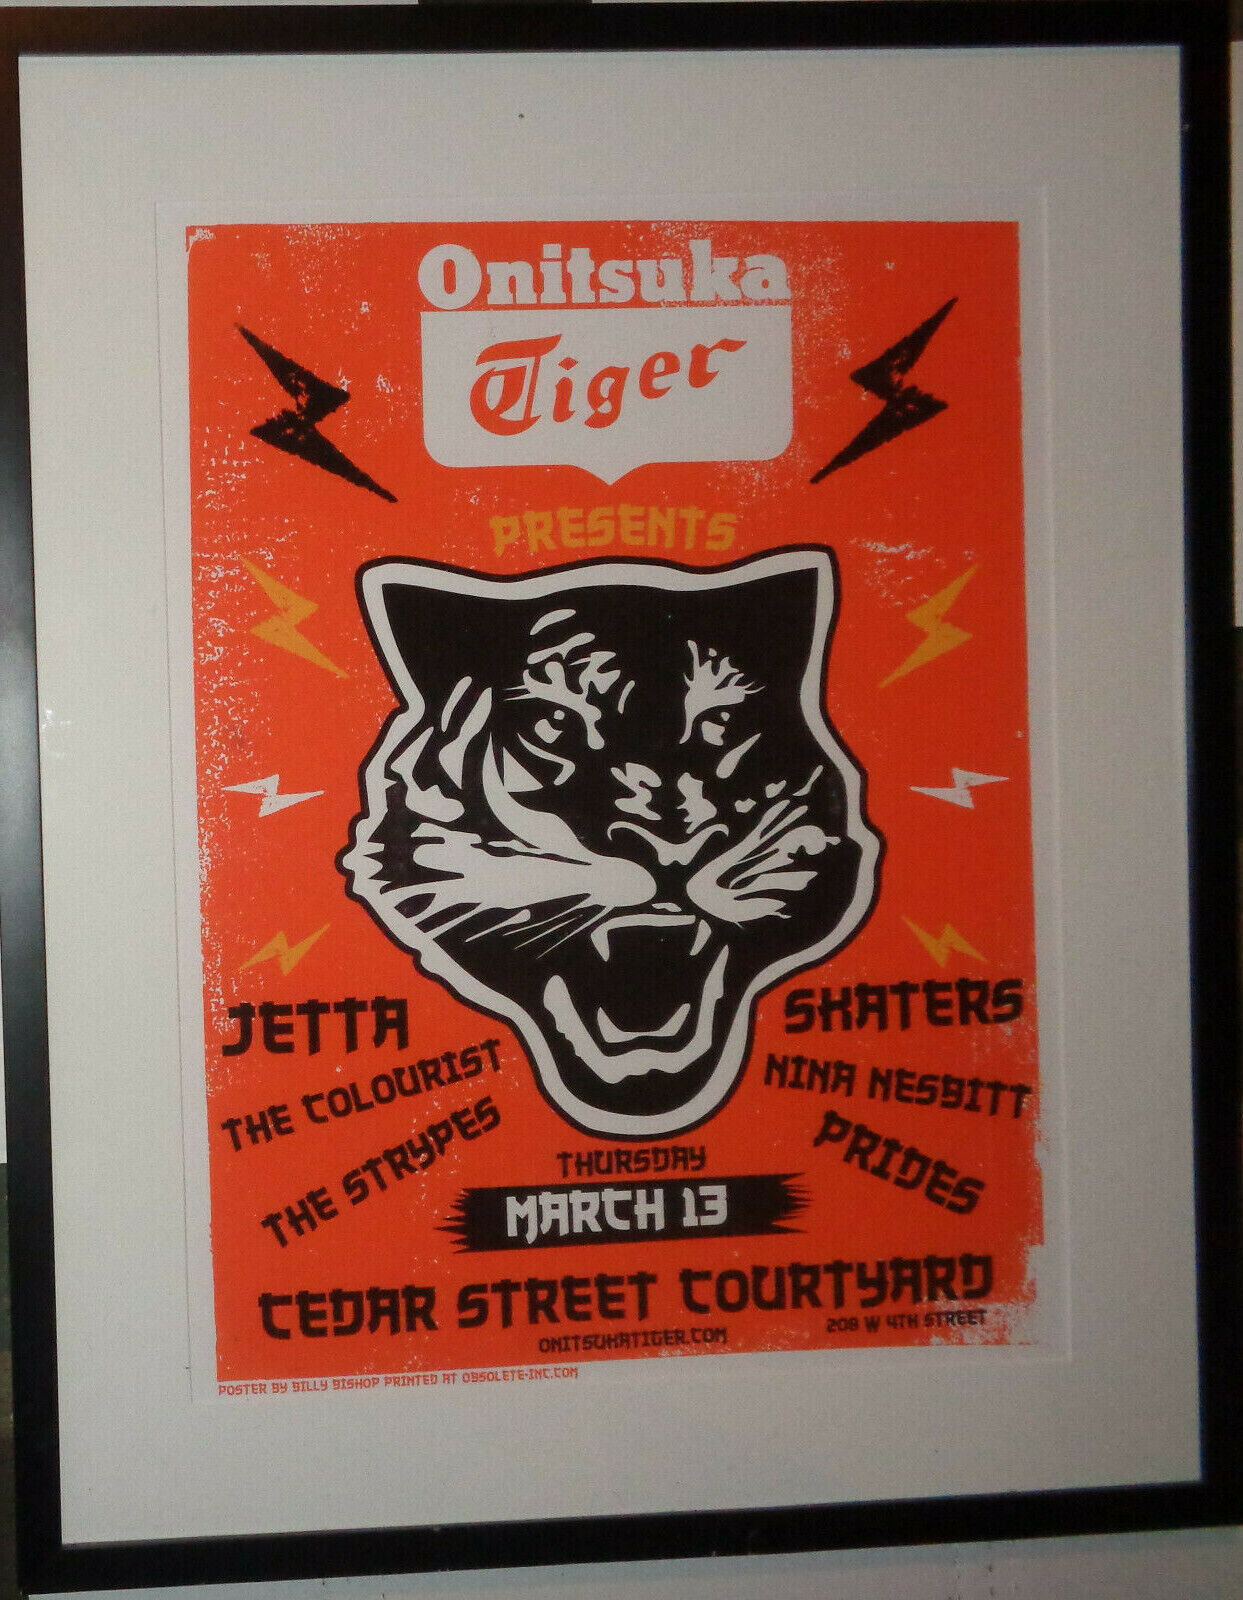 Onitsuka
Tiger
PRESENTS
JETTA
THE COLOURIST
THE STRYPES
SKATERS
NINA NESBITT
PRIDES
THURSDAY
MARCH 13
CEDAR STREET COURTYARD
208 W 4TH STREET
ONITSUKATIGER.COM
POSTER BY BILLY BISHOP PRINTED AT OBSOLETE-INC.COM